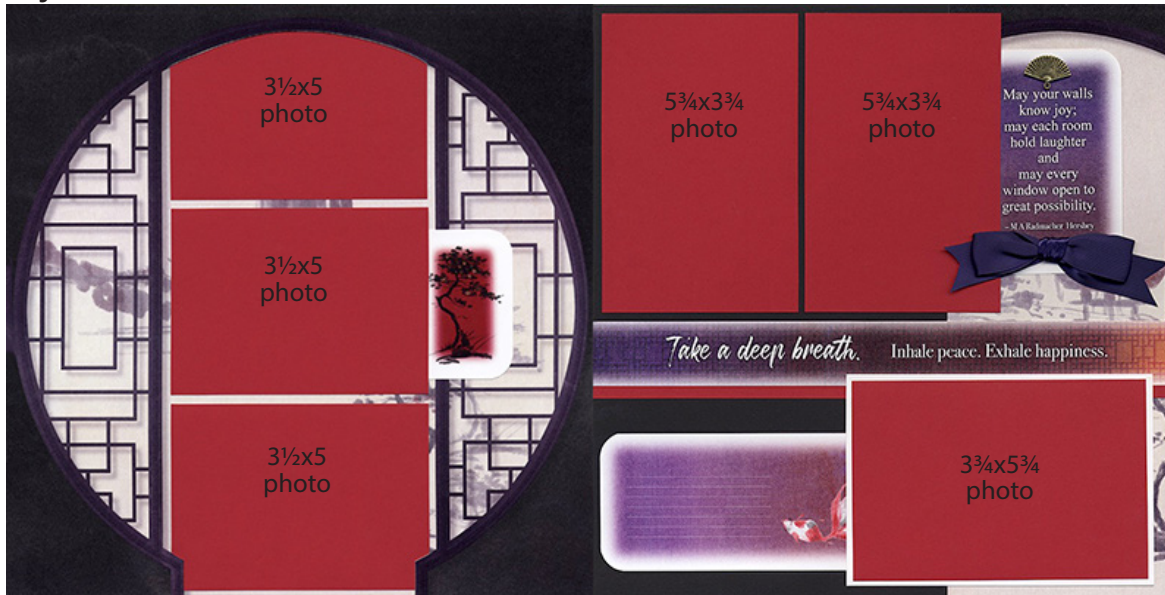 3½x5
photo
3½x5
photo
3½x5
photo
5¾x3¾
photo
5¾x3¾
photo
May your walls
know joy;
may each room
hold laughter
and
may every
window open to
great possibility.
– M A Radmacher Hershey
Take a deep breath.
Inhale peace. Exhale happiness.
3¾x5¾
photo